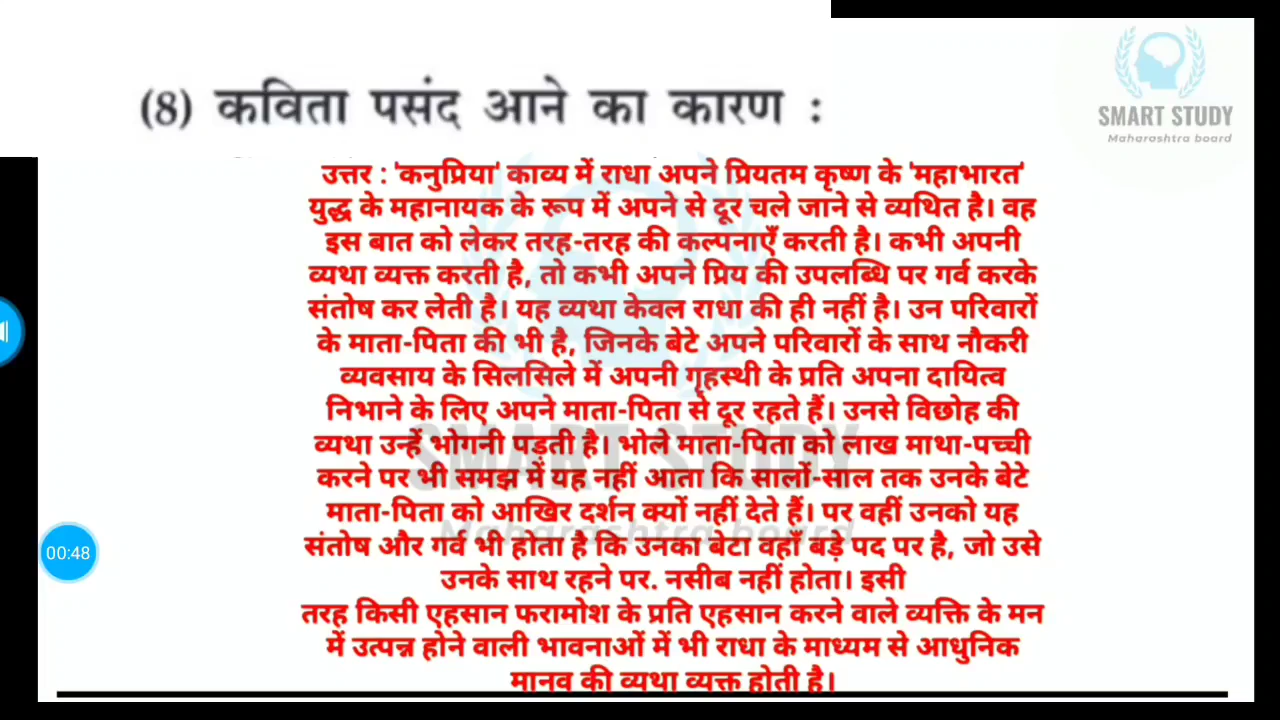 SMART STUDY
Maharashtra board
(8) कविता पसंद आने का कारण :
उत्तर : 'कनुप्रिया' काव्य में राधा अपने प्रियतम कृष्ण के 'महाभारत'
युद्ध के महानायक के रूप में अपने से दूर चले जाने से व्यथित है। वह
इस बात को लेकर तरह-तरह की कल्पनाएँ करती है। कभी अपनी
व्यथा व्यक्त करती है, तो कभी अपने प्रिय की उपलब्धि पर गर्व करके
संतोष कर लेती है। यह व्यथा केवल राधा की ही नहीं है। उन परिवारों
के माता-पिता की भी है, जिनके बेटे अपने परिवारों के साथ नौकरी
व्यवसाय के सिलसिले में अपनी गृहस्थी के प्रति अपना दायित्व
निभाने के लिए अपने माता-पिता से दूर रहते हैं। उनसे विछोह की
व्यथा उन्हें भोगनी पड़ती है। भोले माता-पिता को लाख माथा-पच्ची
करने पर भी समझ में यह नहीं आता कि सालों-साल तक उनके बेटे
माता-पिता को आखिर दर्शन क्यों नहीं देते हैं। पर वहीं उनको यह
संतोष और गर्व भी होता है कि उनका बेटा वहाँ बड़े पद पर है, जो उसे
उनके साथ रहने पर. नसीब नहीं होता। इसी
तरह किसी एहसान फरामोश के प्रति एहसान करने वाले व्यक्ति के मन
में उत्पन्न होने वाली भावनाओं में भी राधा के माध्यम से आधुनिक
मानव की व्यथा व्यक्त होती है।
SMART STUDY
Maharashtra board
00:48